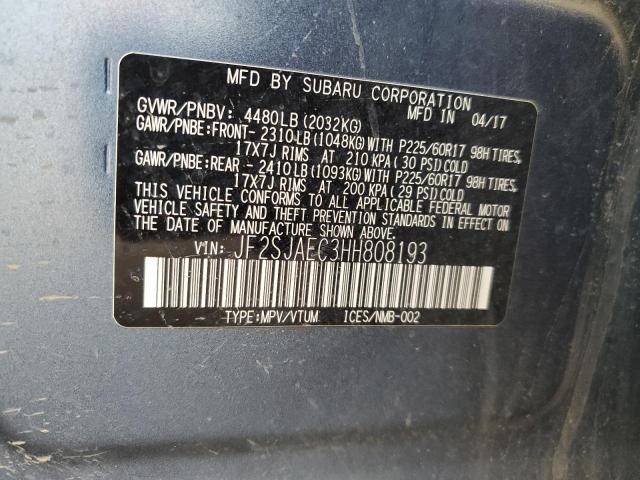 MFD BY SUBARU CORPORATION
MFD IN 04/17
GVWR/PNBV: 4480LB(2032KG)
GAWR/PNBE:FRONT-2310LB(1048KG)WITH P225/60R17 98H TIRES,
17X7J RIMS AT 210 KPA (30 PSI)COLD
GAWR/PNBE:REAR -2410LB(1093KG)WITH P225/60R17 98H TIRES,
17X7J RIMS AT 200 KPA (29 PSI)COLD
THIS VEHICLE CONFORMS TO ALL APPLICABLE FEDERAL MOTOR
VEHICLE SAFETY AND THEFT PREVENTION STANDARDS IN EFFECT ON
THE DATE OF MANUFACTURE SHOWN ABOVE.
VIN: JF2SJAEC3HH808193
TYPE:MPV/VTUM ICES/NMB-002